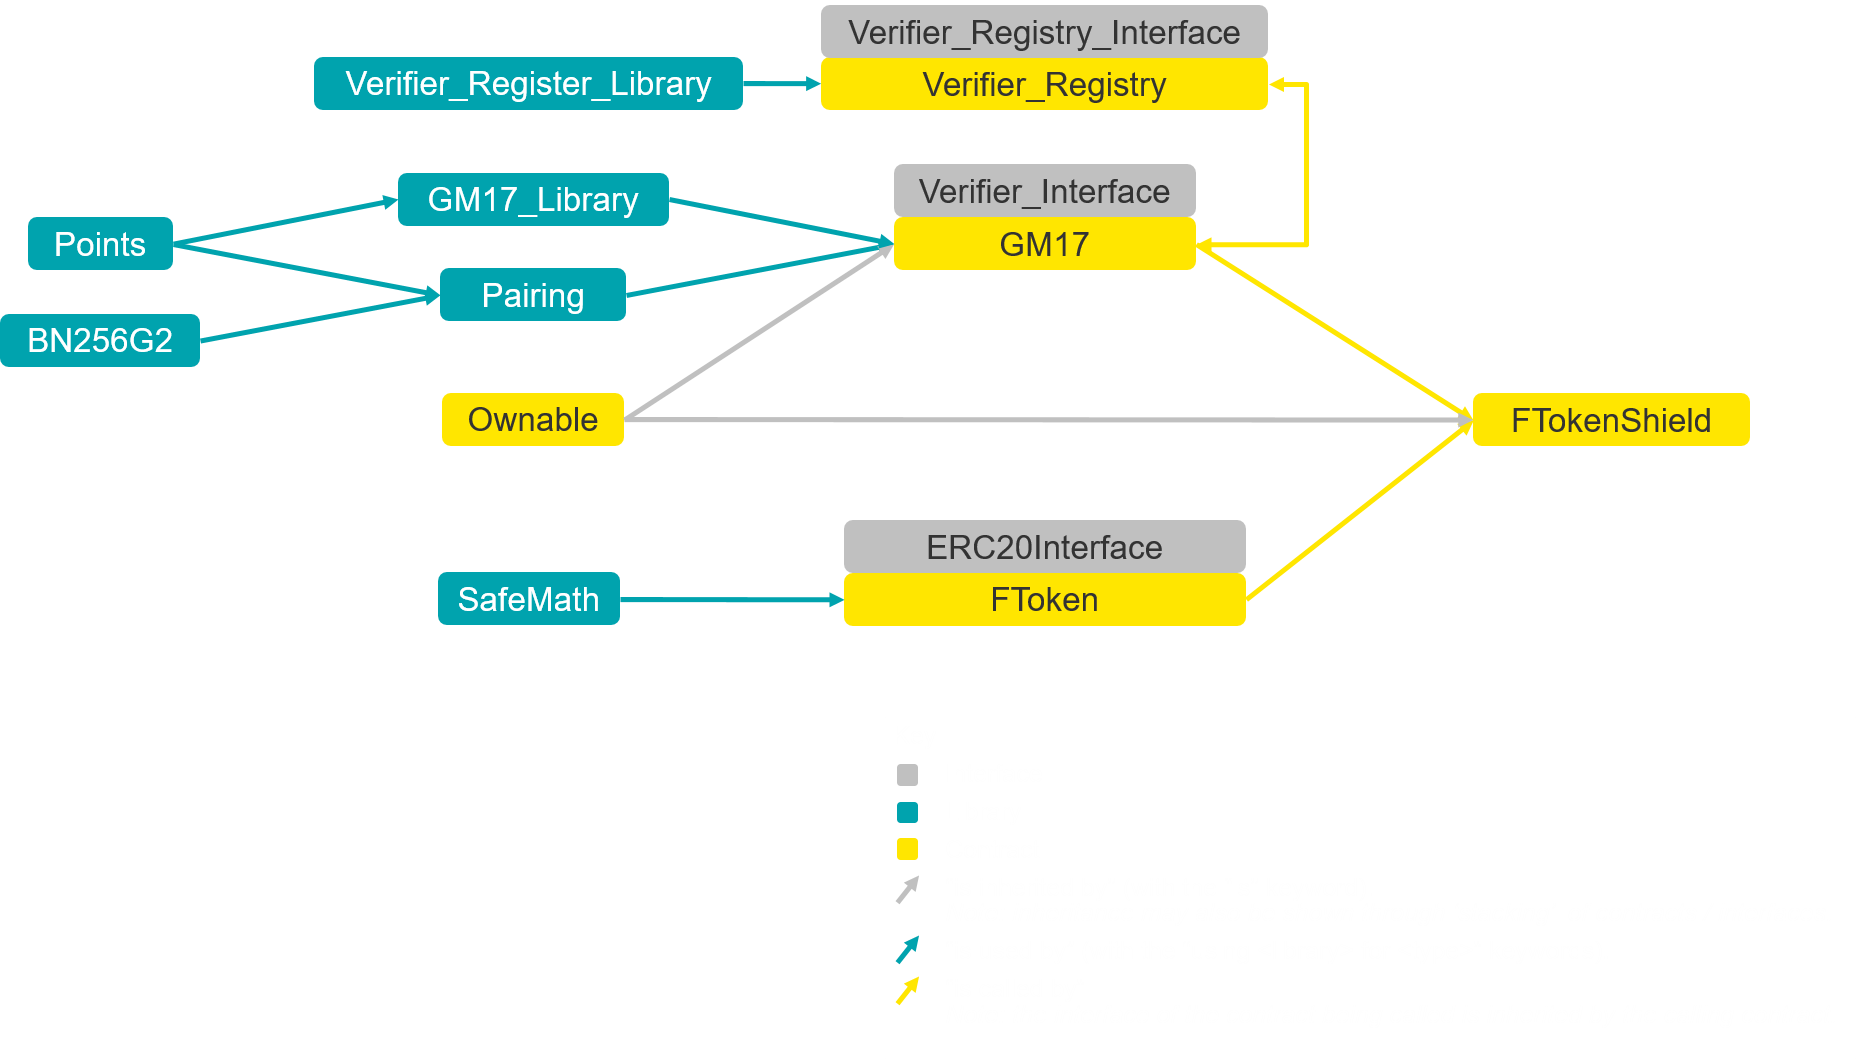 Verifier_Registry_Interface
Verifier_Register_Library
Verifier_Registry
GM17_Library
Verifier_Interface
Points
GM17
Pairing
BN256G2
Ownable
FTokenShield
ERC20Interface
SafeMath
FToken